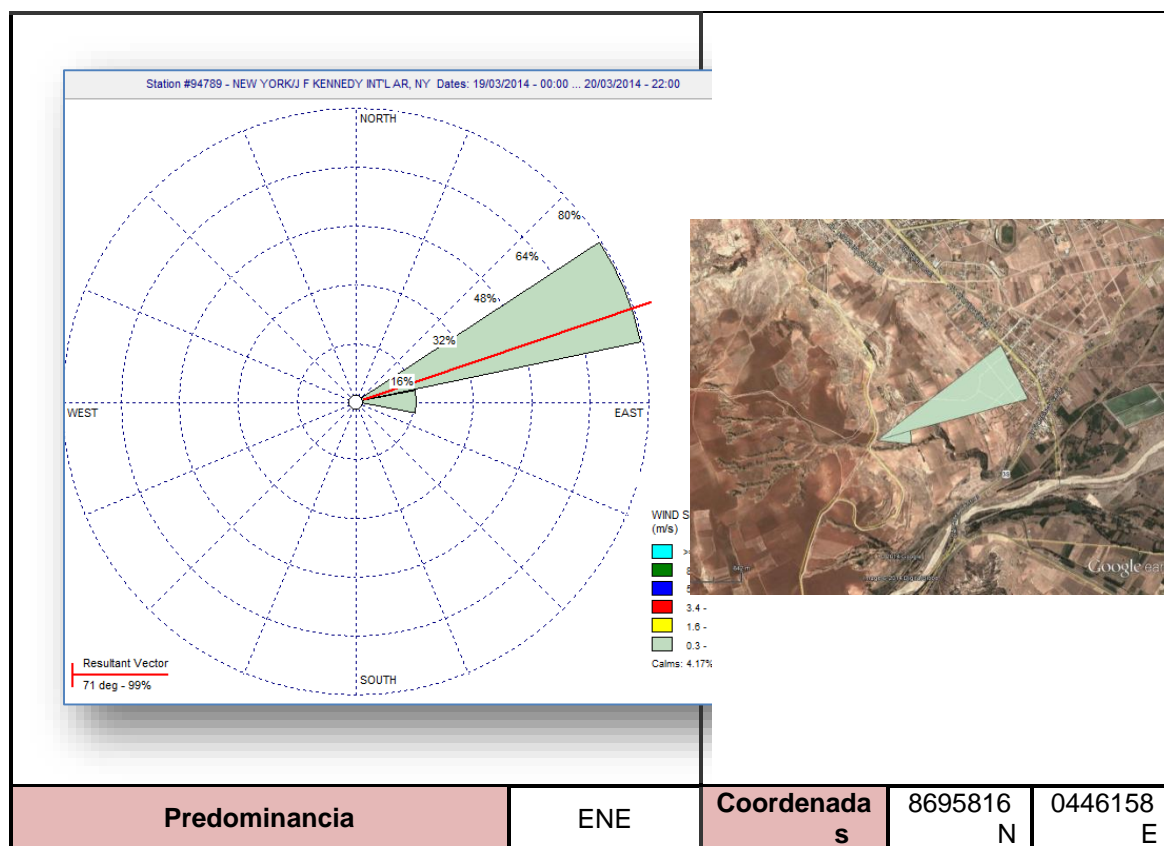 Station #94789 - NEW YORK/J F KENNEDY INT'L AR, NY Dates: 19/03/2014 - 00:00 ... 20/03/2014 - 22:00
NORTH
80%
64%
48%
32%
16%
WEST
EAST
SOUTH
WIND S
(m/s)
3.4 -
1.6 -
0.3 -
Calms: 4.17%
Resultant Vector
71 deg - 99%
Google ear
Predominancia
ENE
Coordenada
s
8695816
N
0446158
E